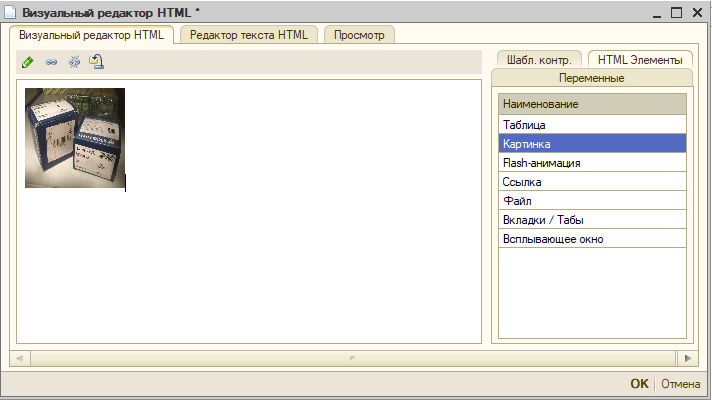 Визуальный редактор HTML *
Визуальный редактор HTML
Редактор текста HTML
Просмотр
Шабл. контр.
HTML Элементы
Переменные
Наименование
Таблица
Картинка
Flash-анимация
Ссылка
Файл
Вкладки / Табы
Всплывающее окно
OK
Отмена